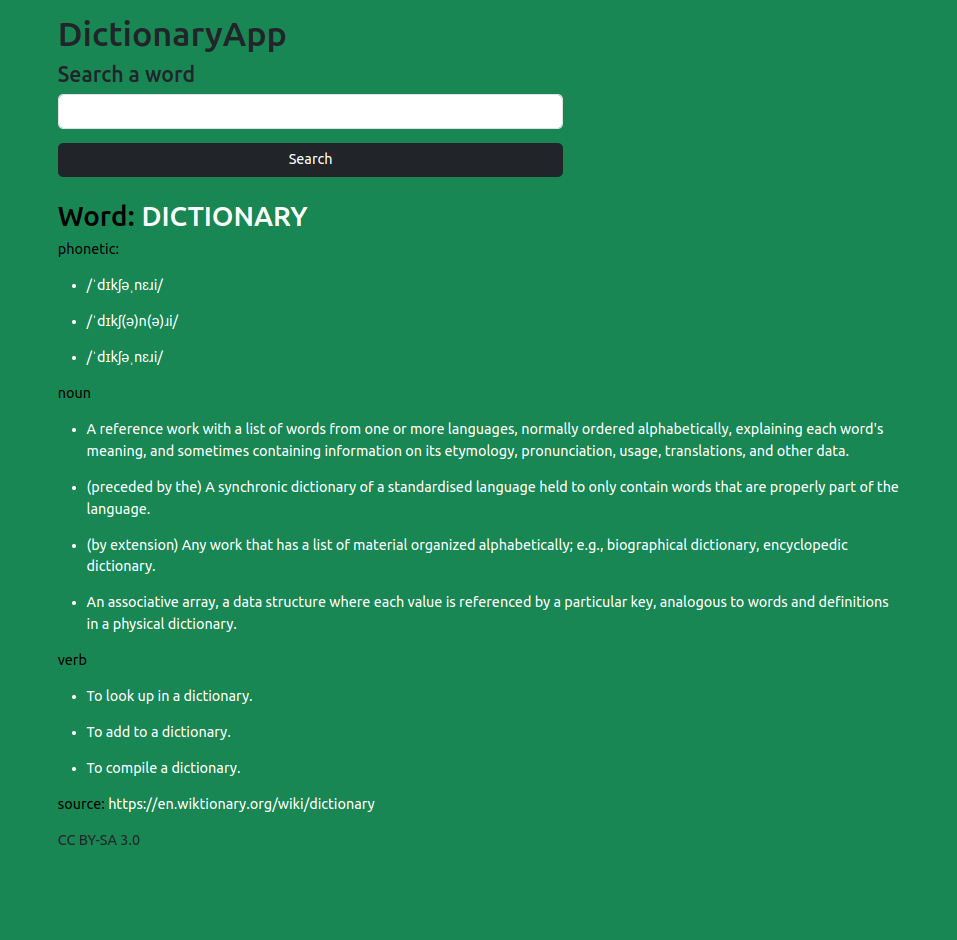 DictionaryApp
Search a word
Search
Word: DICTIONARY
phonetic:
• /ˈdɪkʃəˌnɛɹi/
• /ˈdɪkʃ(ə)n(ə)ɹi/
• /ˈdɪkʃəˌnɛɹi/
noun
• A reference work with a list of words from one or more languages, normally ordered alphabetically, explaining each word's
meaning, and sometimes containing information on its etymology, pronunciation, usage, translations, and other data.
• (preceded by the) A synchronic dictionary of a standardised language held to only contain words that are properly part of the
language.
• (by extension) Any work that has a list of material organized alphabetically; e.g., biographical dictionary, encyclopedic
dictionary.
• An associative array, a data structure where each value is referenced by a particular key, analogous to words and definitions
in a physical dictionary.
verb
• To look up in a dictionary.
• To add to a dictionary.
• To compile a dictionary.
source: https://en.wiktionary.org/wiki/dictionary
CC BY-SA 3.0